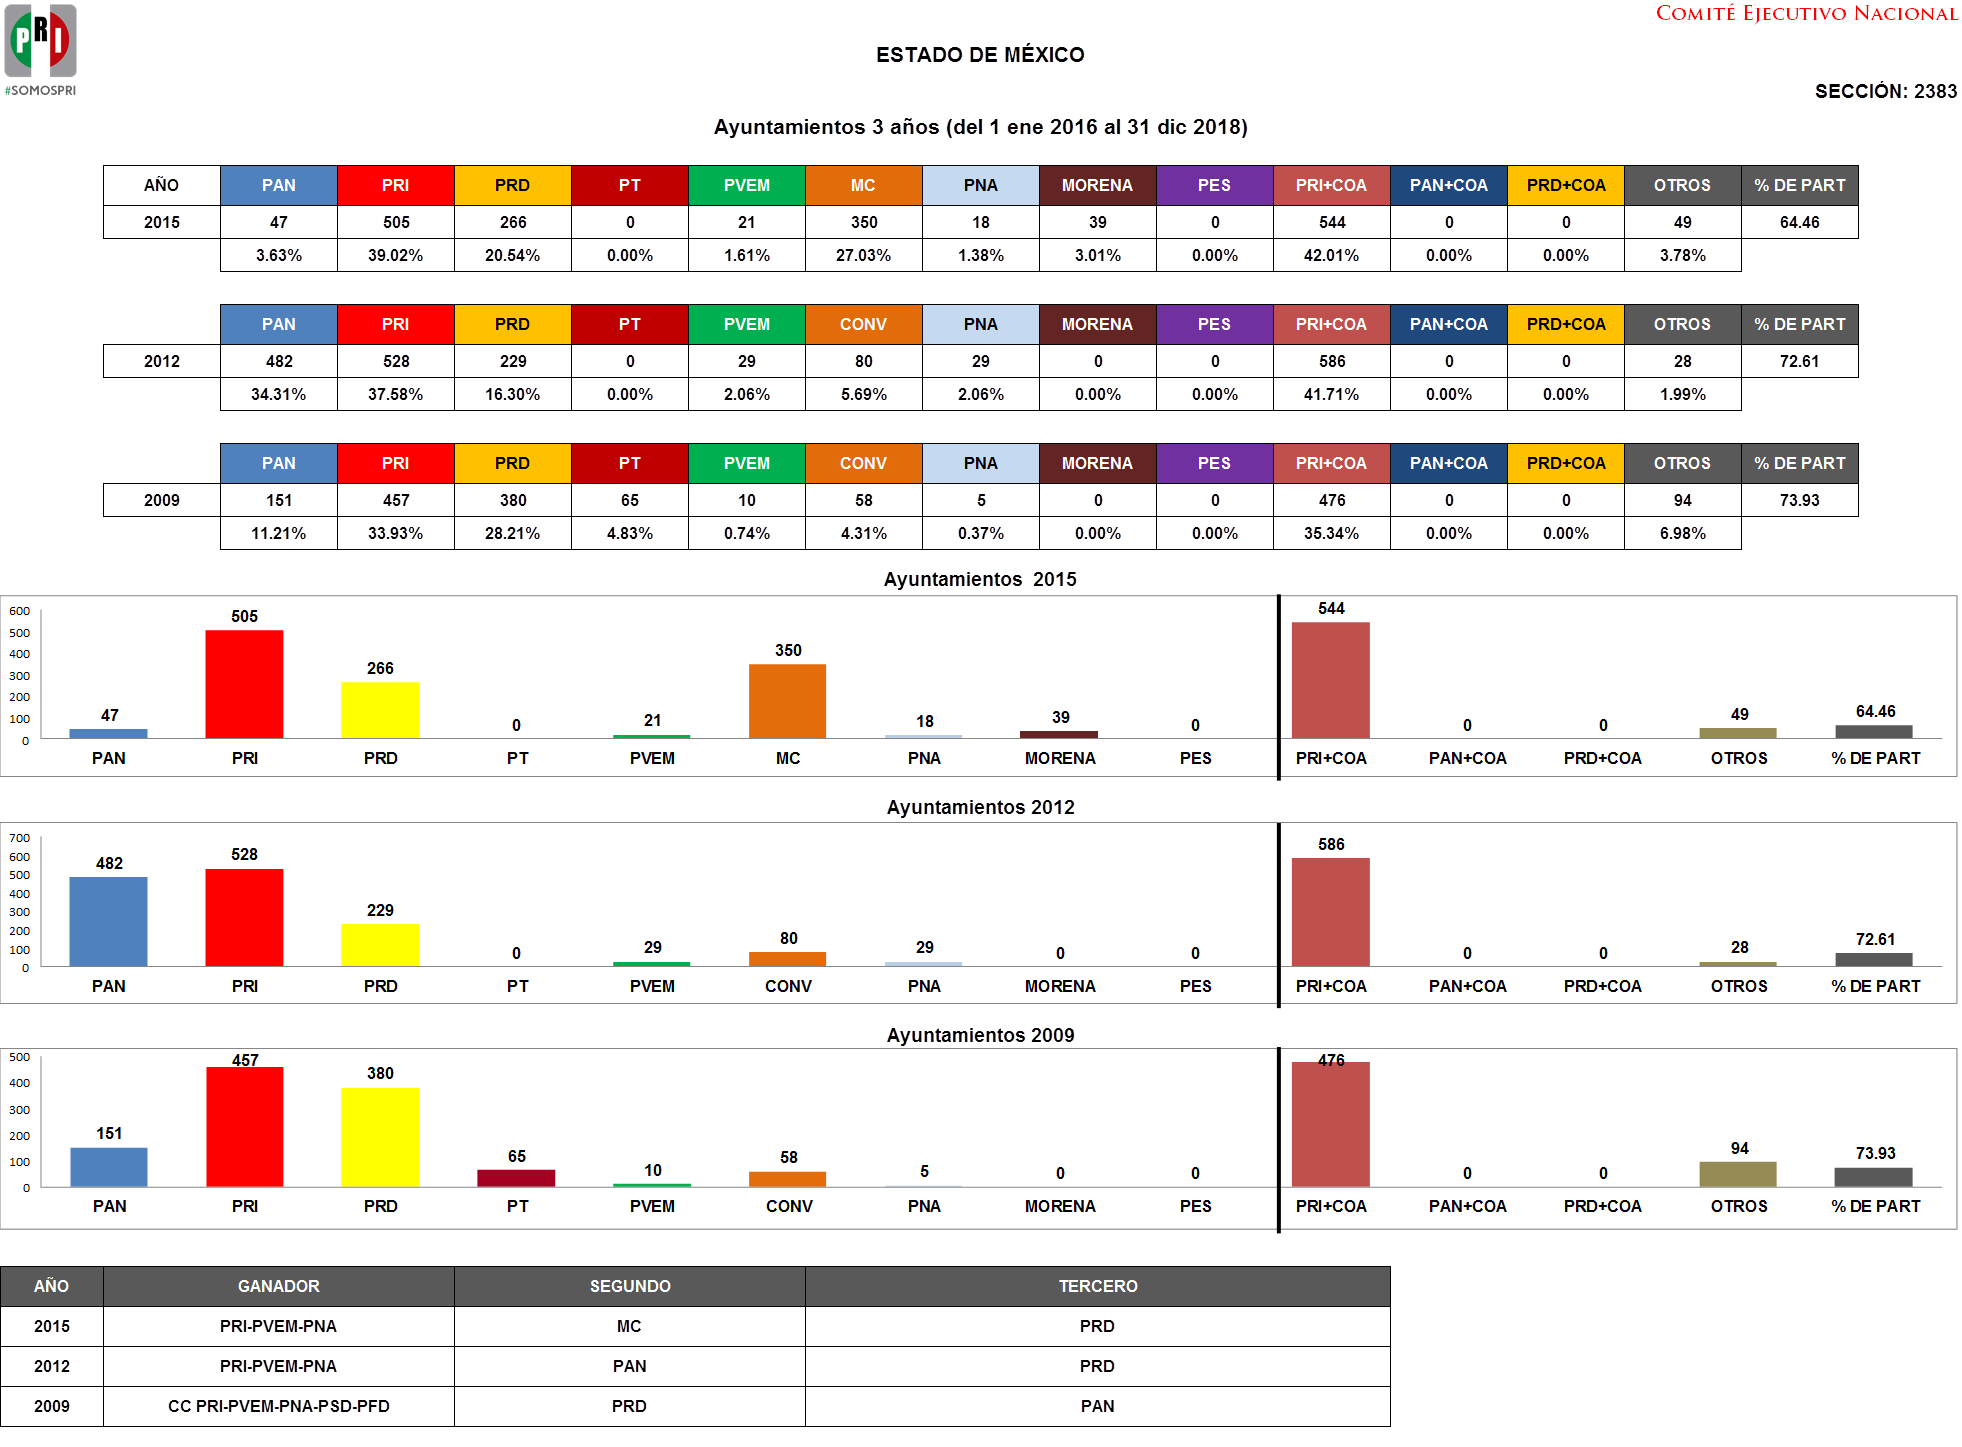 PRI
#SOMOSPRI
COMITÉ EJECUTIVO NACIONAL
ESTADO DE MÉXICO
SECCIÓN: 2383
Ayuntamientos 3 años (del 1 ene 2016 al 31 dic 2018)
AÑO PAN PRI PRD PT PVEM MC PNA MORENA PES PRI+COA PAN+COA PRD+COA OTROS % DE PART
2015 47 505 266 0 21 350 18 39 0 544 0 0 49 64.46
3.63% 39.02% 20.54% 0.00% 1.61% 27.03% 1.38% 3.01% 0.00% 42.01% 0.00% 0.00% 3.78%
PAN PRI PRD PT PVEM CONV PNA MORENA PES PRI+COA PAN+COA PRD+COA OTROS % DE PART
2012 482 528 229 0 29 80 29 0 0 586 0 0 28 72.61
34.31% 37.58% 16.30% 0.00% 2.06% 5.69% 2.06% 0.00% 0.00% 41.71% 0.00% 0.00% 1.99%
PAN PRI PRD PT PVEM CONV PNA MORENA PES PRI+COA PAN+COA PRD+COA OTROS % DE PART
2009 151 457 380 65 10 58 5 0 0 476 0 0 94 73.93
11.21% 33.93% 28.21% 4.83% 0.74% 4.31% 0.37% 0.00% 0.00% 35.34% 0.00% 0.00% 6.98%
Ayuntamientos 2015
600
500
400
300
200
100
0
47 505 266 0 21 350 18 39 0 544 0 0 49 64.46
PAN PRI PRD PT PVEM MC PNA MORENA PES PRI+COA PAN+COA PRD+COA OTROS % DE PART
Ayuntamientos 2012
700
600
500
400
300
200
100
0
482 528 229 0 29 80 29 0 0 586 0 0 28 72.61
PAN PRI PRD PT PVEM CONV PNA MORENA PES PRI+COA PAN+COA PRD+COA OTROS % DE PART
Ayuntamientos 2009
500
400
300
200
100
0
151 457 380 65 10 58 5 0 0 476 0 0 94 73.93
PAN PRI PRD PT PVEM CONV PNA MORENA PES PRI+COA PAN+COA PRD+COA OTROS % DE PART
AÑO GANADOR SEGUNDO TERCERO
2015 PRI-PVEM-PNA MC PRD
2012 PRI-PVEM-PNA PAN PRD
2009 CC PRI-PVEM-PNA-PSD-PFD PRD PAN